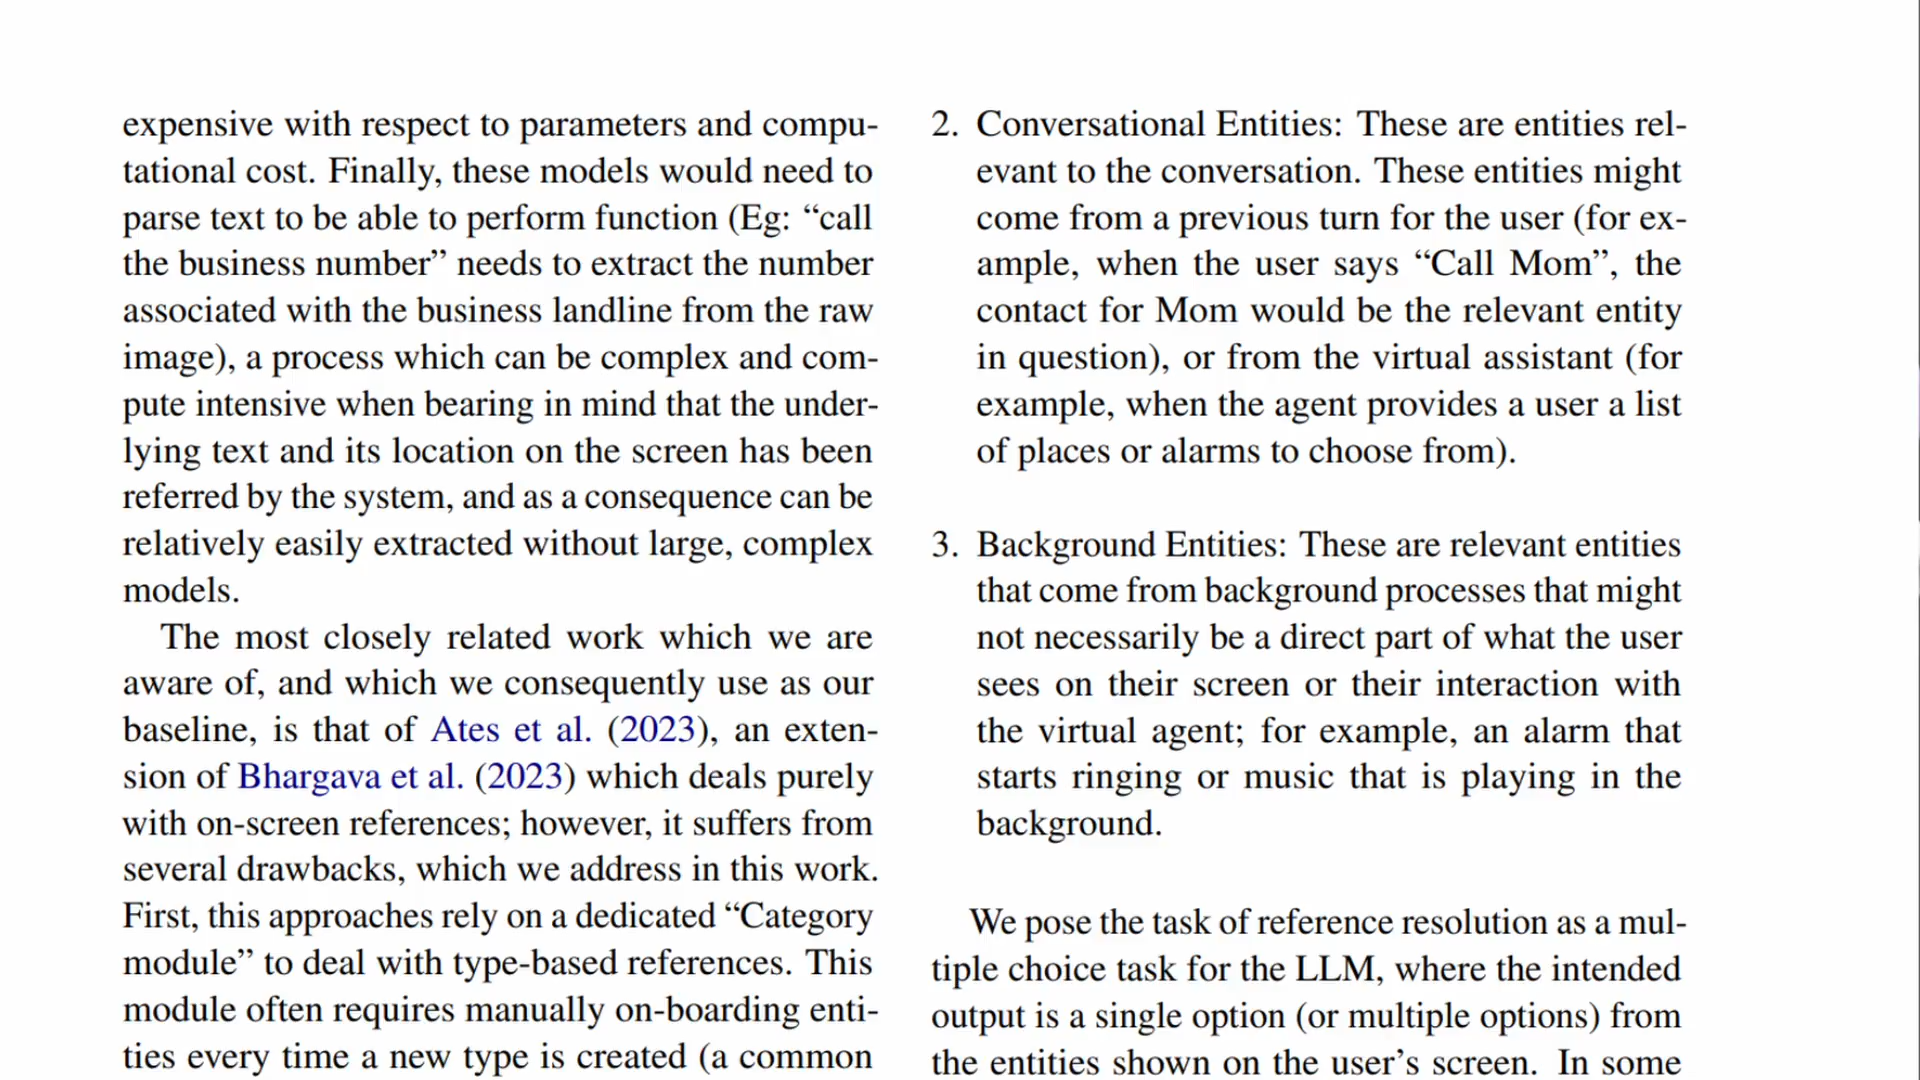 expensive with respect to parameters and compu-
tational cost. Finally, these models would need to
parse text to be able to perform function (Eg: “call
the business number” needs to extract the number
associated with the business landline from the raw
image), a process which can be complex and com-
pute intensive when bearing in mind that the under-
lying text and its location on the screen has been
referred by the system, and as a consequence can be
relatively easily extracted without large, complex
models.
The most closely related work which we are
aware of, and which we consequently use as our
baseline, is that of Ates et al. (2023), an exten-
sion of Bhargava et al. (2023) which deals purely
with on-screen references; however, it suffers from
several drawbacks, which we address in this work.
First, this approaches rely on a dedicated “Category
module” to deal with type-based references. This
module often requires manually on-boarding enti-
ties every time a new type is created (a common
2. Conversational Entities: These are entities rel-
evant to the conversation. These entities might
come from a previous turn for the user (for ex-
ample, when the user says “Call Mom”, the
contact for Mom would be the relevant entity
in question), or from the virtual assistant (for
example, when the agent provides a user a list
of places or alarms to choose from).
3. Background Entities: These are relevant entities
that come from background processes that might
not necessarily be a direct part of what the user
sees on their screen or their interaction with
the virtual agent; for example, an alarm that
starts ringing or music that is playing in the
background.
We pose the task of reference resolution as a mul-
tiple choice task for the LLM, where the intended
output is a single option (or multiple options) from
the entities shown on the user’s screen. In some